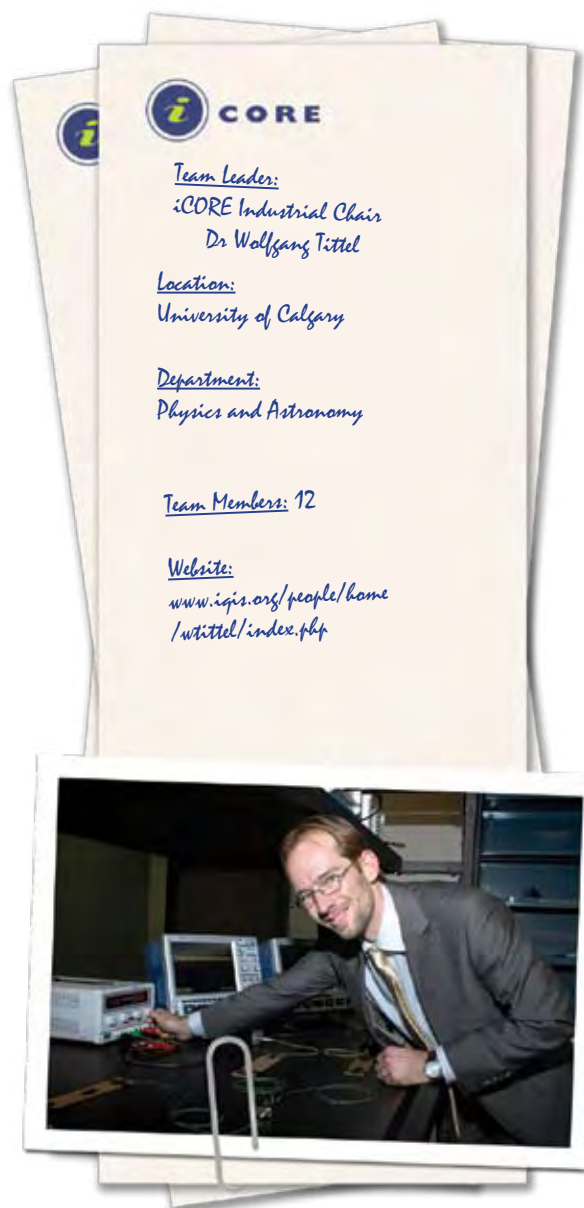 i CORE
i
Team Leader:
iCORE Industrial Chair
Dr Wolfgang Tittel
Location:
University of Calgary
Department:
Physics and Astronomy
Team Members: 12
Website:
www.iqis.org/people/home
/wtittel/index.php